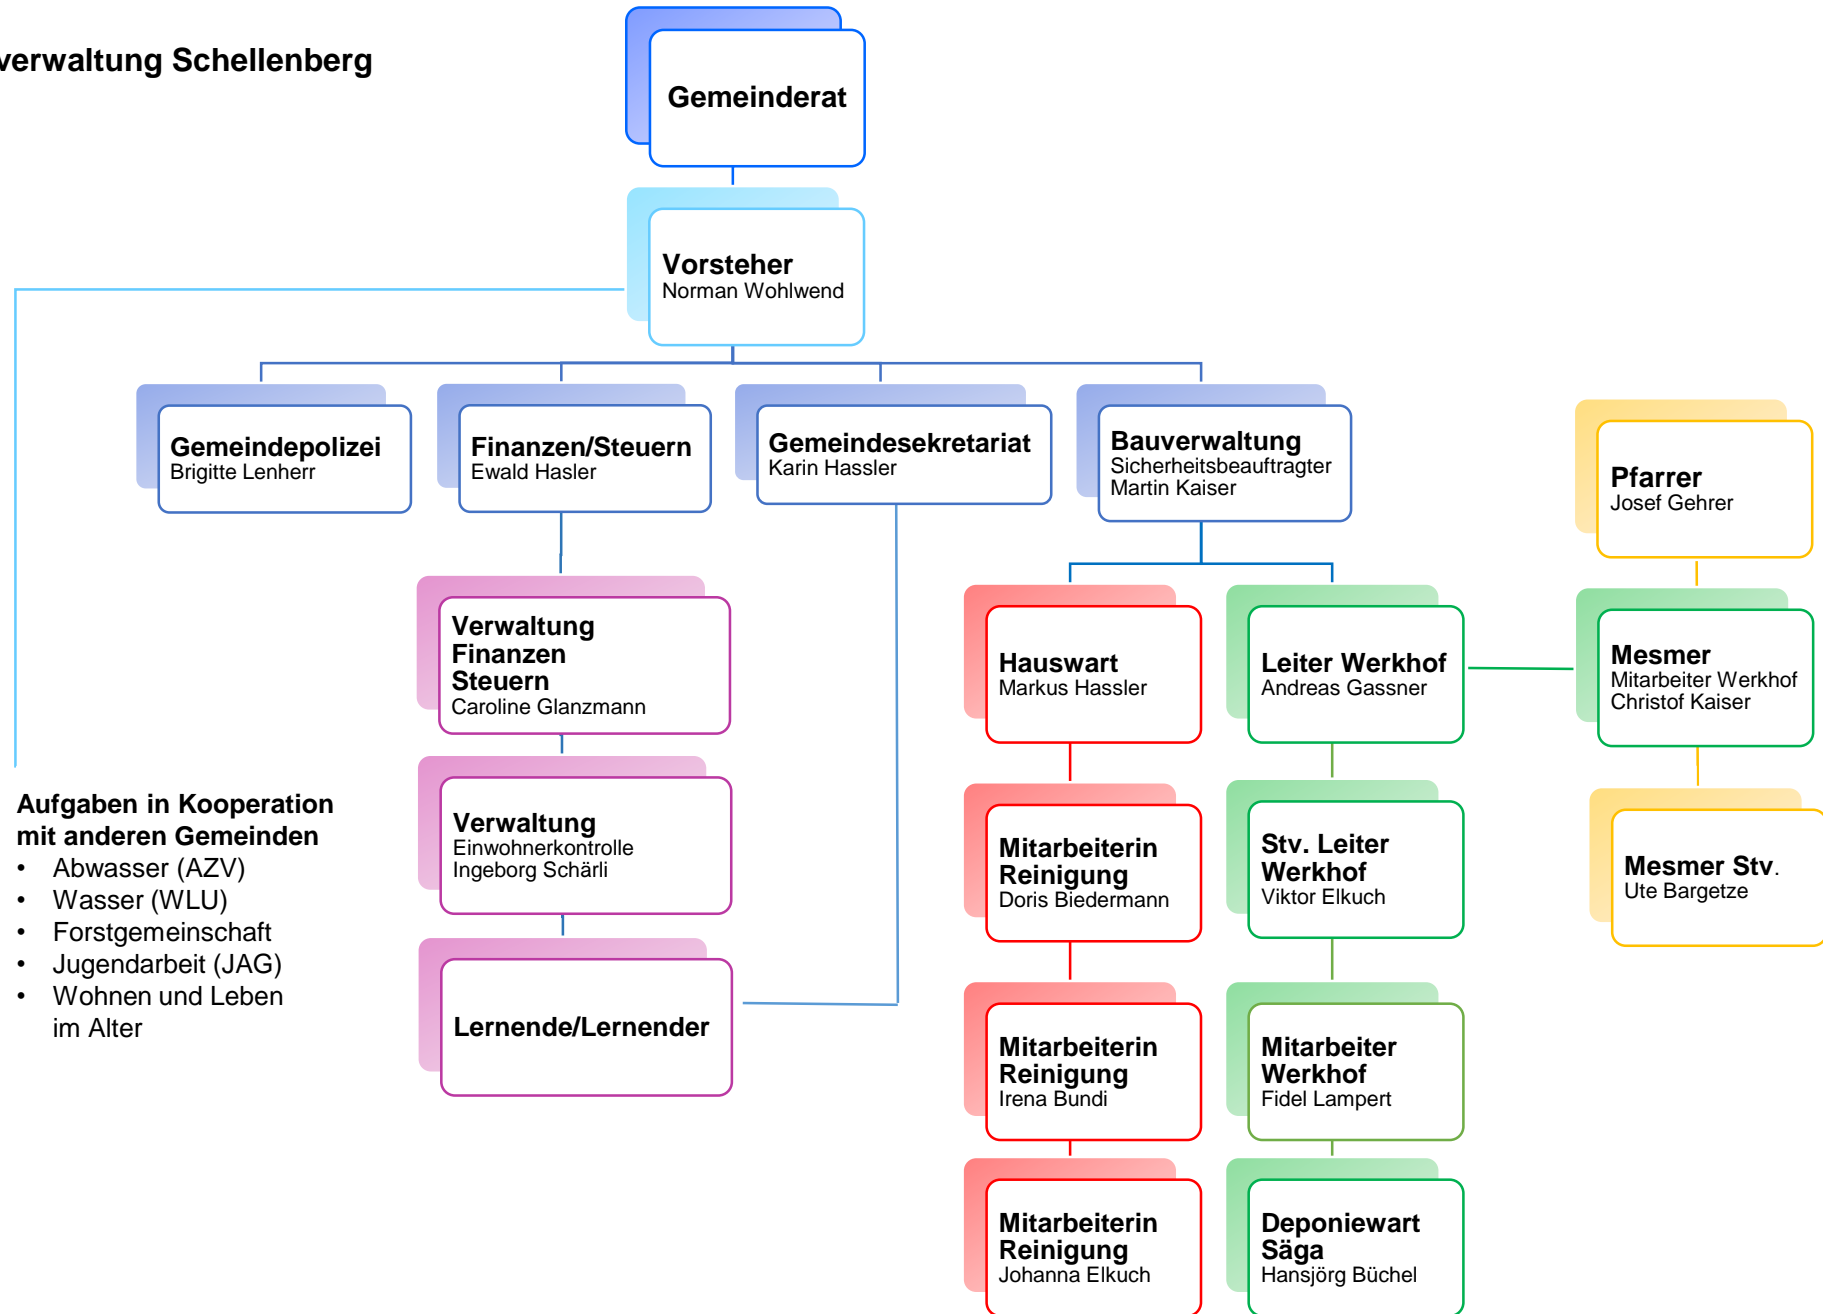 verwaltung Schellenberg
Gemeinderat
Vorsteher
Norman Wohlwend
Gemeindepolizei
Brigitte Lenherr
Finanzen/Steuern
Ewald Hasler
Gemeindesekretariat
Karin Hassler
Bauverwaltung
Sicherheitsbeauftragter
Martin Kaiser
Pfarrer
Josef Gehrer
Verwaltung
Finanzen
Steuern
Caroline Glanzmann
Hauswart
Markus Hassler
Leiter Werkhof
Andreas Gassner
Mesmer
Mitarbeiter Werkhof
Christof Kaiser
Aufgaben in Kooperation
mit anderen Gemeinden
• Abwasser (AZV)
• Wasser (WLU)
• Forstgemeinschaft
• Jugendarbeit (JAG)
• Wohnen und Leben
im Alter
Verwaltung
Einwohnerkontrolle
Ingeborg Schärli
Mitarbeiterin
Reinigung
Doris Biedermann
Stv. Leiter
Werkhof
Viktor Elkuch
Mesmer Stv.
Ute Bargetze
Lernende/Lernender
Mitarbeiterin
Reinigung
Irena Bundi
Mitarbeiter
Werkhof
Fidel Lampert
Mitarbeiterin
Reinigung
Johanna Elkuch
Deponiewart
Säga
Hansjörg Büchel